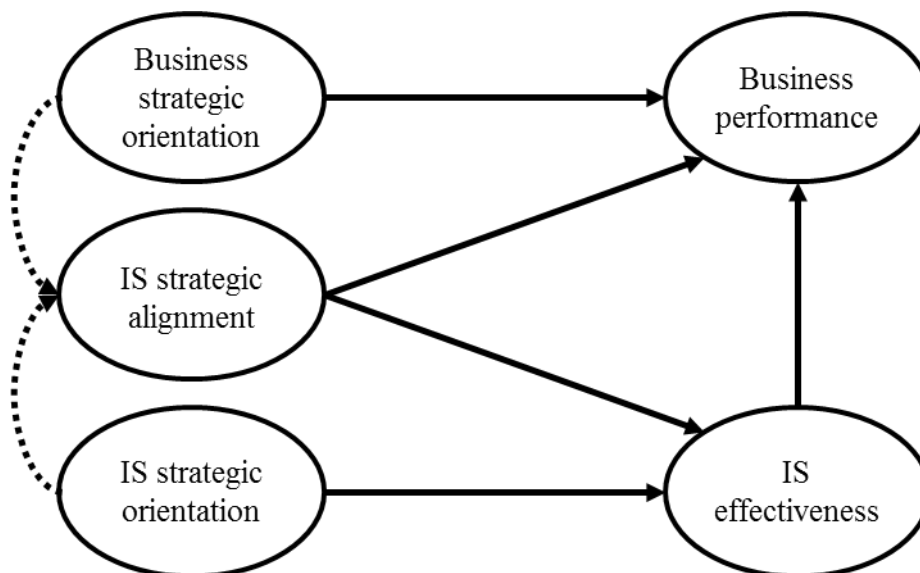 Business
strategic
orientation
Business
performance
IS strategic
alignment
IS strategic
orientation
IS
effectiveness